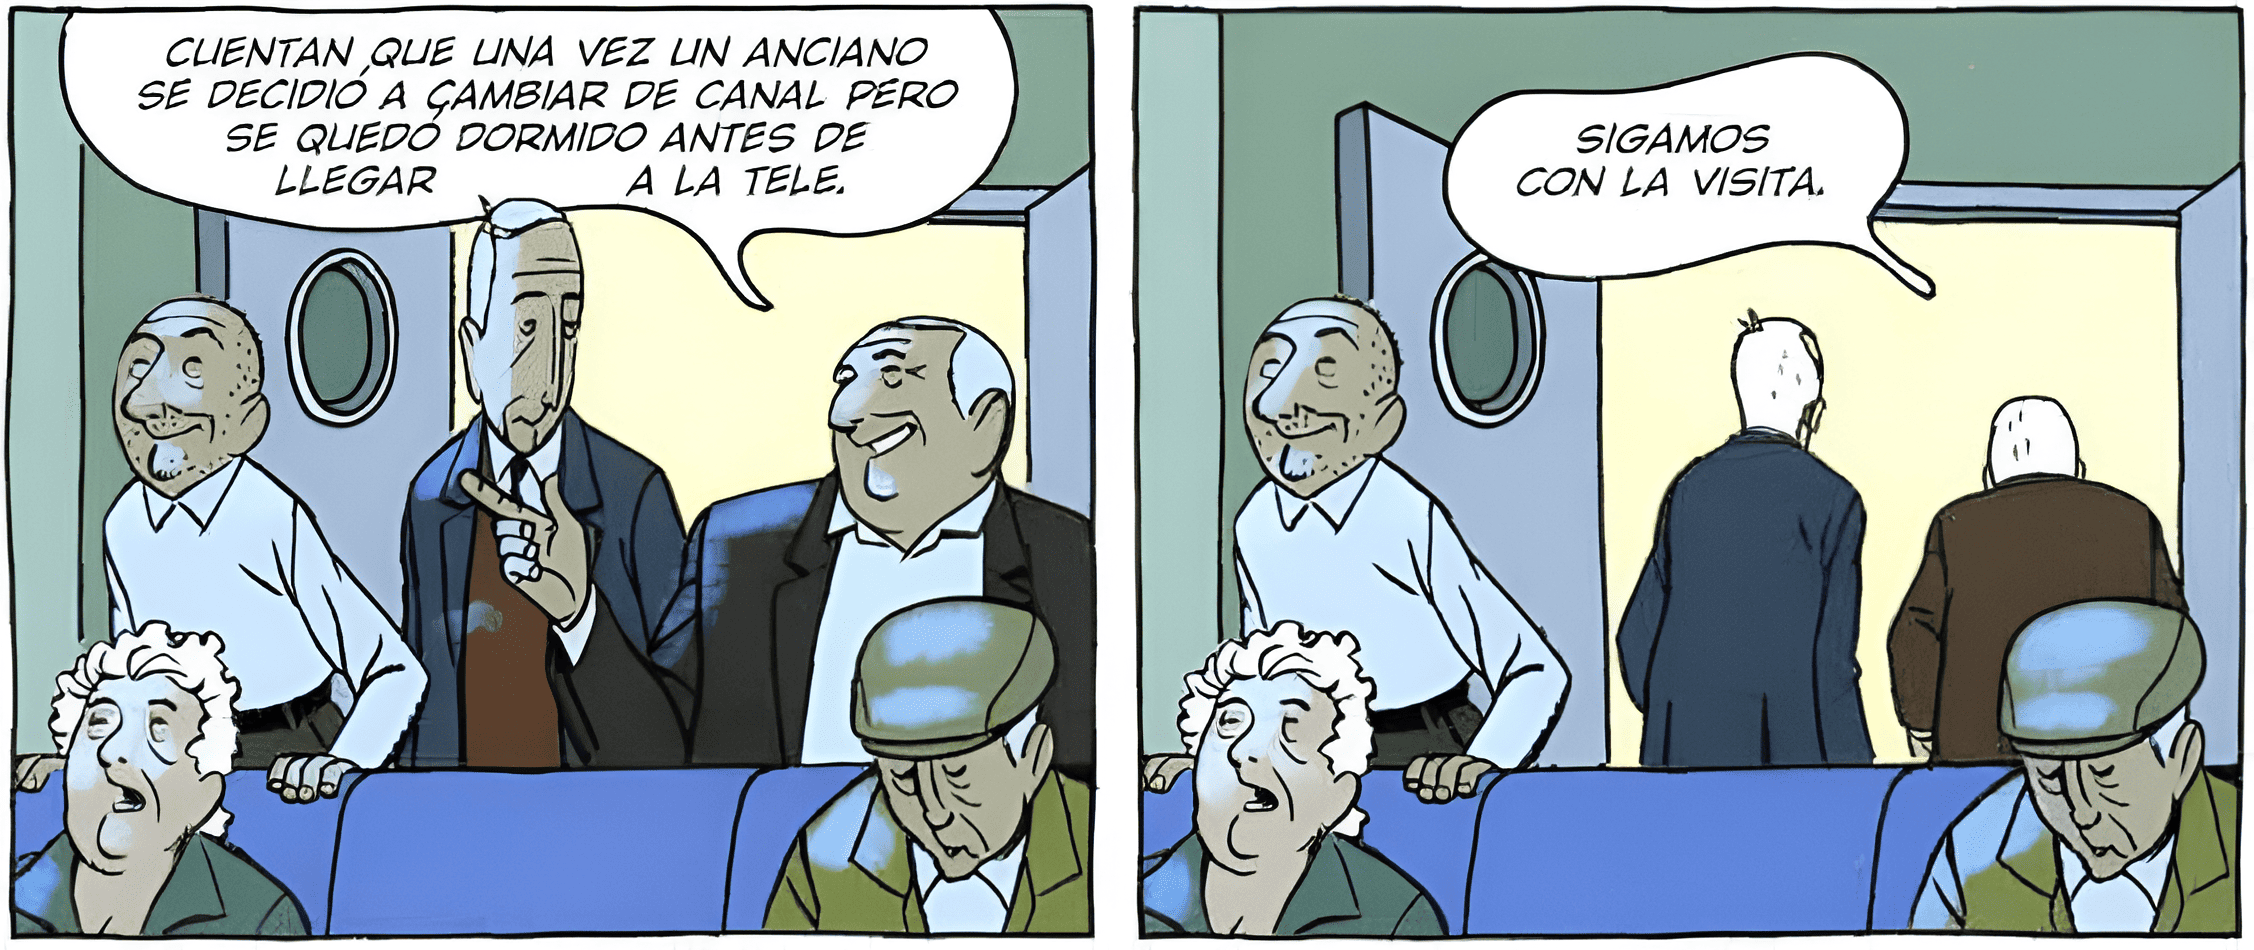 CUENTAN QUE UNA VEZ UN ANCIANO
SE DECIDIÓ A CAMBIAR DE CANAL PERO
SE QUEDÓ DORMIDO ANTES DE
LLEGAR A LA TELE.
SIGAMOS
CON LA VISITA.